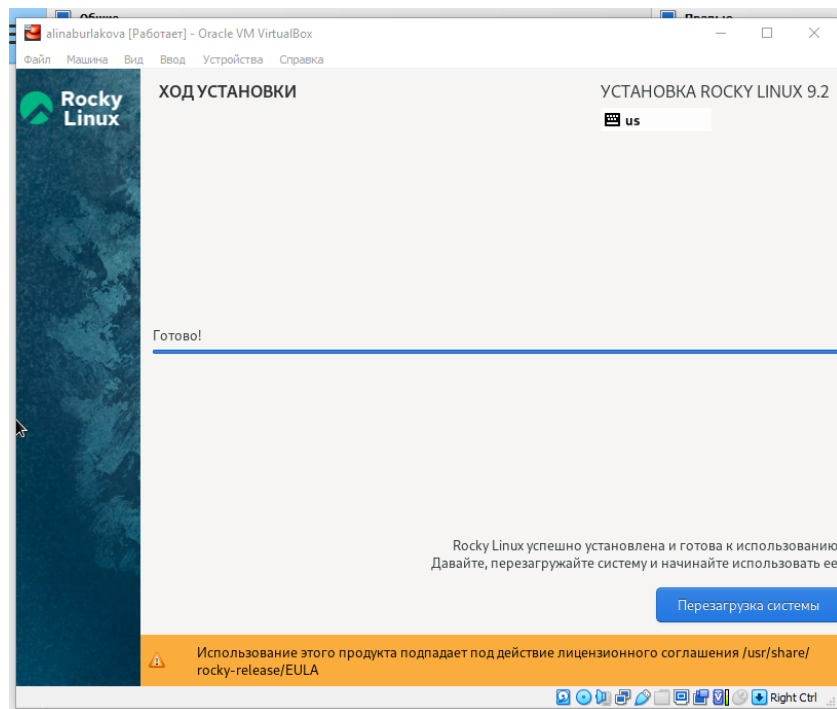 alinaburlakova [Работает] - Oracle VM VirtualBox
Файл Машина Вид Ввод Устройства Справка
Rocky
Linux
ХОД УСТАНОВКИ
УСТАНОВКА ROCKY LINUX 9.2
us
Готово!
Rocky Linux успешно установлена и готова к использованию
Давайте, перезагружайте систему и начинайте использовать ее
Перезагрузка системы
Использование этого продукта подпадает под действие лицензионного соглашения /usr/share/
rocky-release/EULA
Right Ctrl